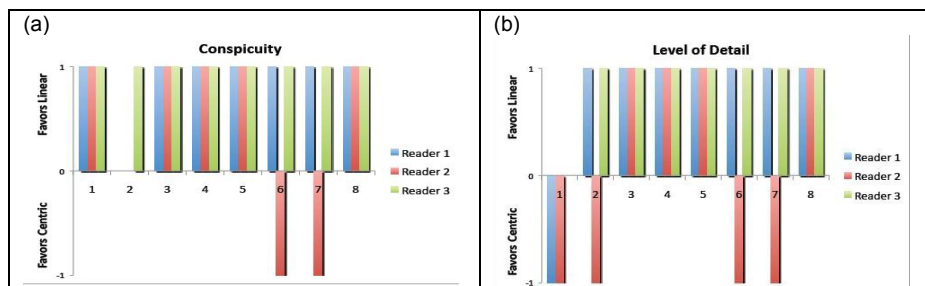 (a)
Conspicuity
Favors Linear
Favors Centric
1
0
-1
1 2 3 4 5 6 7 8
Reader 1
Reader 2
Reader 3
(b)
Level of Detail
Favors Linear
Favors Centric
1
0
-1
1 2 3 4 5 6 7 8
Reader 1
Reader 2
Reader 3